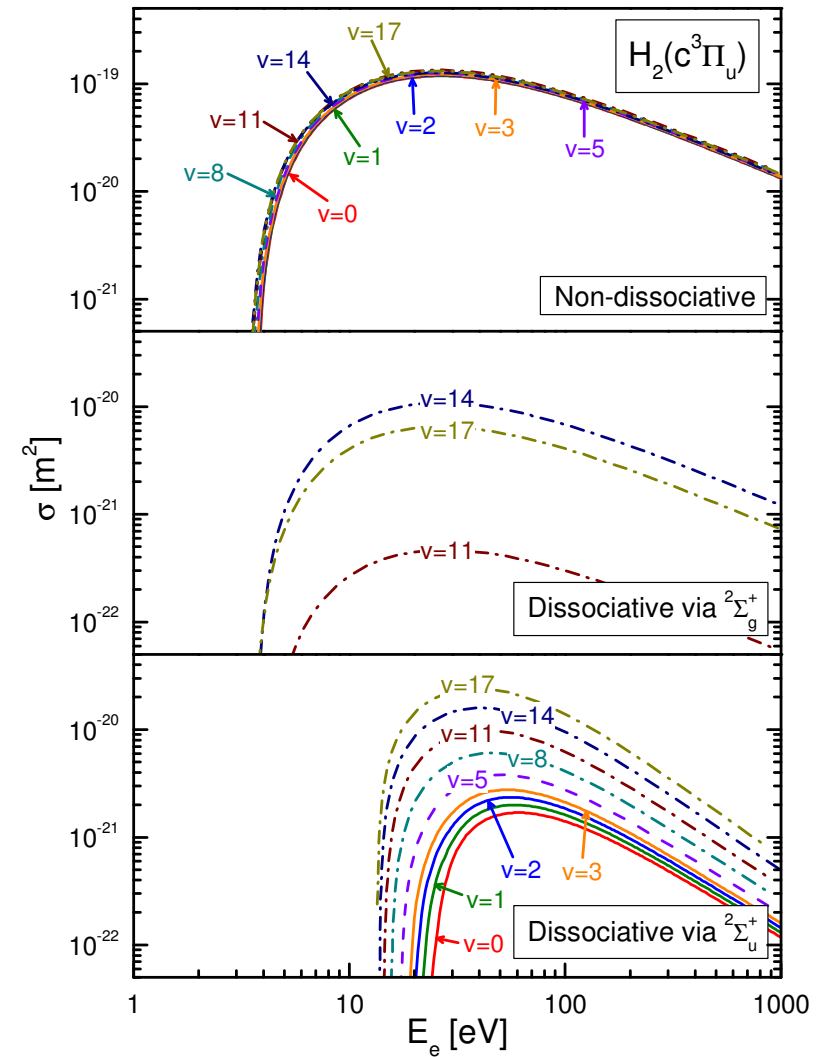 H₂(c³Πᵤ)
v=17
v=14
v=11
v=8
v=0
v=1
v=2
v=3
v=5
10⁻¹⁹
10⁻²⁰
10⁻²¹
Non-dissociative
σ [m²]
10⁻²⁰
10⁻²¹
10⁻²²
v=14
v=17
v=11
Dissociative via ²Σg⁺
10⁻²⁰
10⁻²¹
10⁻²²
v=17
v=14
v=11
v=8
v=5
v=2
v=3
v=1
v=0
Dissociative via ²Σᵤ⁺
1 10 100 1000
Eₑ [eV]